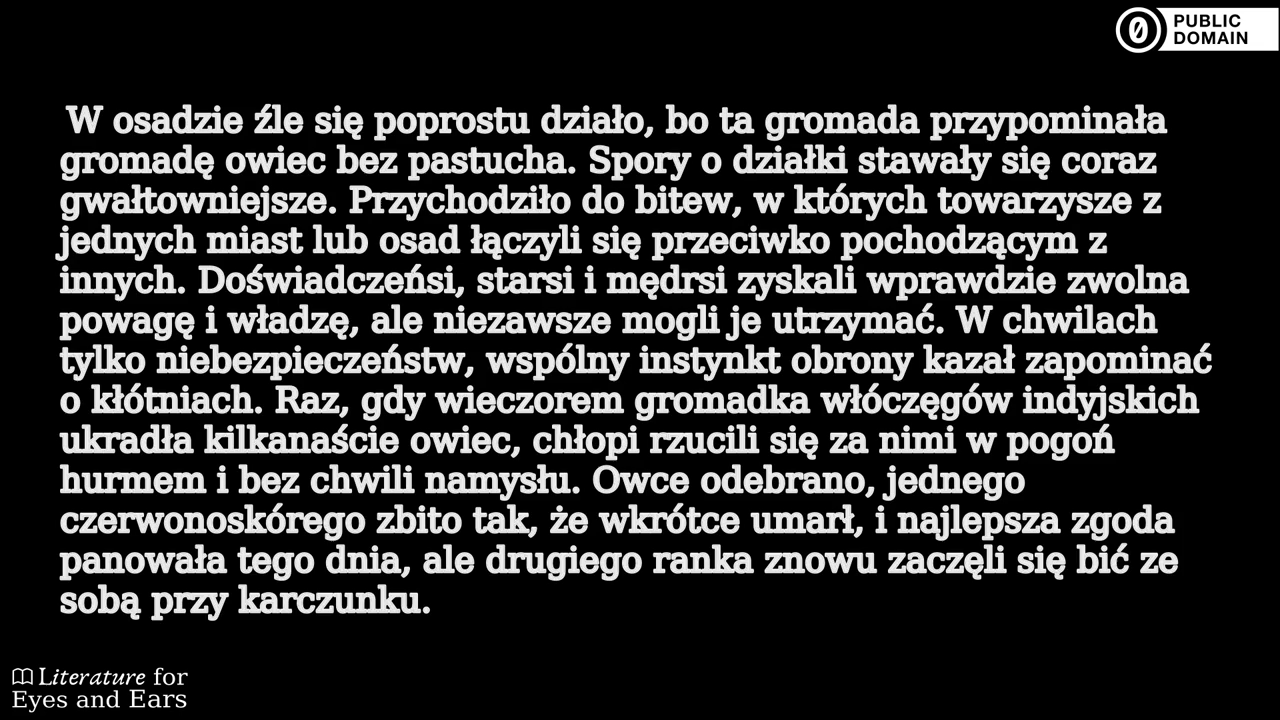 PUBLIC
DOMAIN
W osadzie źle się poprostu działo, bo ta gromada przypominała
gromadę owiec bez pastucha. Spory o działki stawały się coraz
gwałtowniejsze. Przychodziło do bitew, w których towarzysze z
jednych miast lub osad łączyli się przeciwko pochodzącym z
innych. Doświadczeńsi, starsi i mędrsi zyskali wprawdzie zwolna
powagę i władzę, ale niezawsze mogli je utrzymać. W chwilach
tylko niebezpieczeństw, wspólny instynkt obrony kazał zapominać
o kłótniach. Raz, gdy wieczorem gromadka włóczęgów indyjskich
ukradła kilkanaście owiec, chłopi rzucili się za nimi w pogoń
hurmem i bez chwili namysłu. Owce odebrano, jednego
czerwonoskórego zbito tak, że wkrótce umarł, i najlepsza zgoda
panowała tego dnia, ale drugiego ranka znowu zaczęli się bić ze
sobą przy karczunku.
Literature for
Eyes and Ears